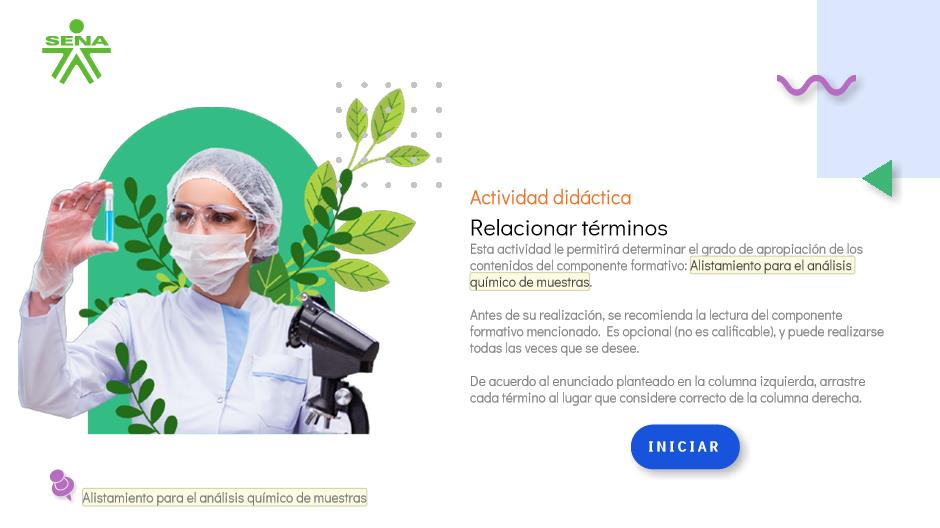 SENA
Actividad didáctica
Relacionar términos
Esta actividad le permitirá determinar el grado de apropiación de los
contenidos del componente formativo: Alistamiento para el análisis
químico de muestras.
Antes de su realización, se recomienda la lectura del componente
formativo mencionado. Es opcional (no es calificable), y puede realizarse
todas las veces que se desee.
De acuerdo al enunciado planteado en la columna izquierda, arrastre
cada término al lugar que considere correcto de la columna derecha.
INICIAR
Alistamiento para el análisis químico de muestras